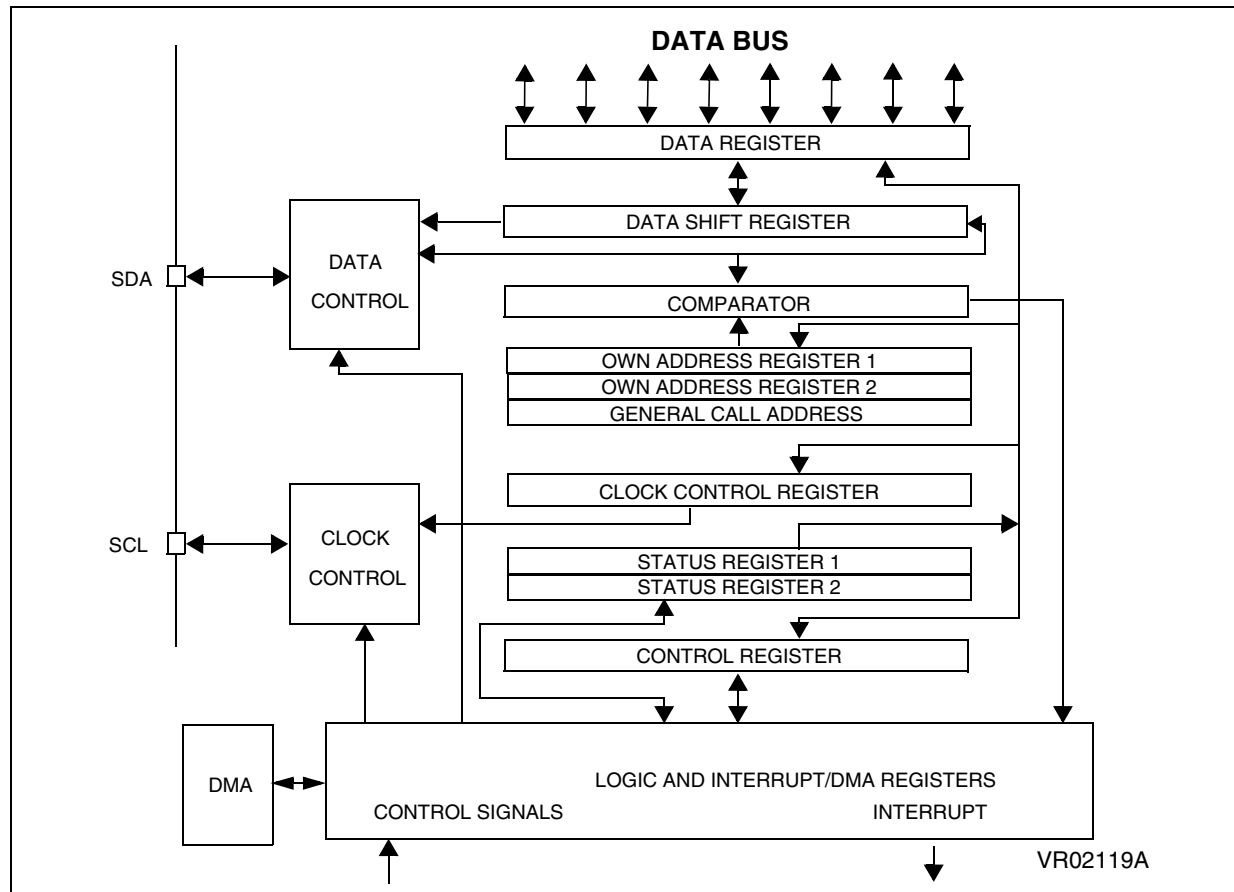 DATA BUS
DATA REGISTER
DATA SHIFT REGISTER
DATA
CONTROL
SDA
COMPARATOR
OWN ADDRESS REGISTER 1
OWN ADDRESS REGISTER 2
GENERAL CALL ADDRESS
CLOCK CONTROL REGISTER
CLOCK
CONTROL
SCL
STATUS REGISTER 1
STATUS REGISTER 2
CONTROL REGISTER
DMA
LOGIC AND INTERRUPT/DMA REGISTERS
CONTROL SIGNALS
INTERRUPT
VR02119A